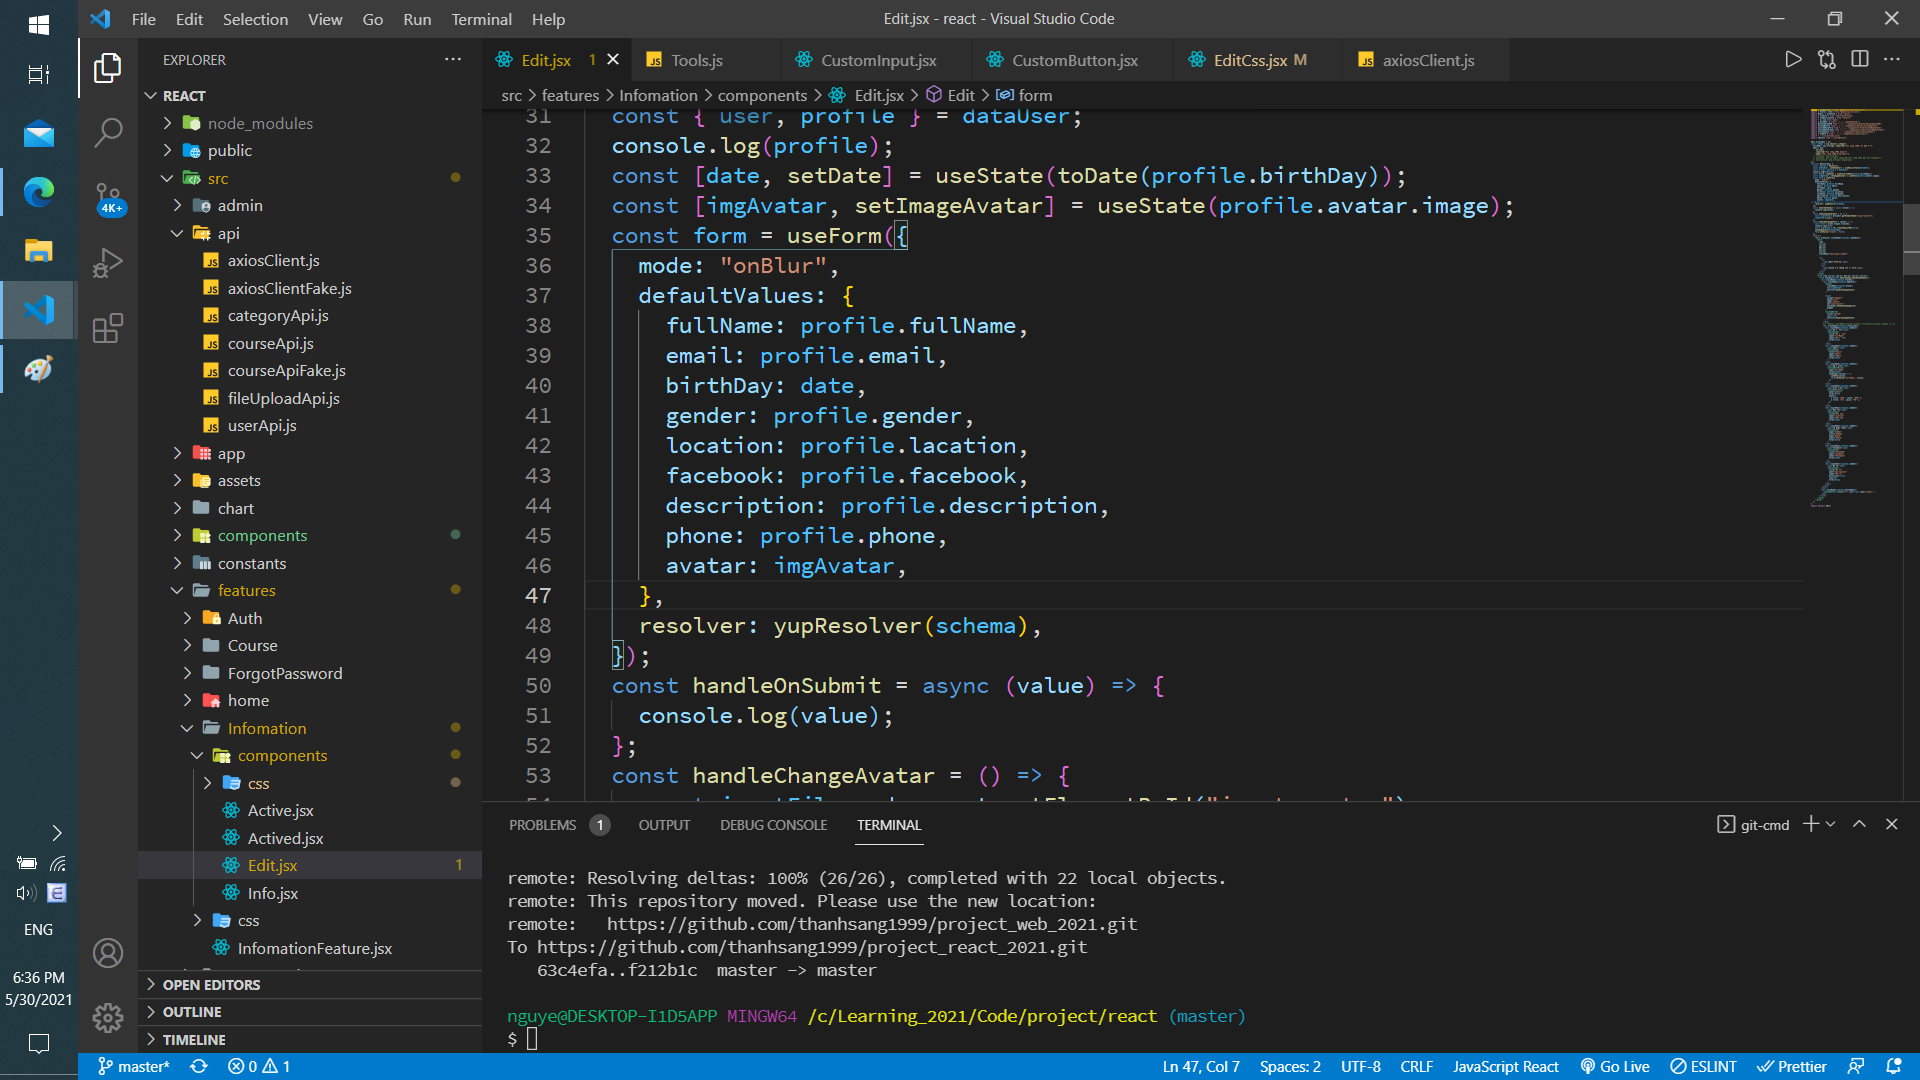 File Edit Selection View Go Run Terminal Help
Edit.jsx - react - Visual Studio Code
EXPLORER
REACT
node_modules
public
src
admin
api
axiosClient.js
axiosClientFake.js
categoryApi.js
courseApi.js
courseApiFake.js
fileUploadApi.js
userApi.js
app
assets
chart
components
constants
features
Auth
Course
ForgotPassword
home
Infomation
components
css
Active.jsx
Actived.jsx
Edit.jsx 1
Info.jsx
css
InfomationFeature.jsx
OPEN EDITORS
OUTLINE
TIMELINE
4K+
ENG
6:36 PM
5/30/2021
Edit.jsx 1 Tools.js CustomInput.jsx CustomButton.jsx EditCss.jsx M axiosClient.js
src > features > Infomation > components > Edit.jsx > Edit > form
31 const { user, profile } = dataUser;
32 console.log(profile);
33 const [date, setDate] = useState(toDate(profile.birthDay));
34 const [imgAvatar, setImageAvatar] = useState(profile.avatar.image);
35 const form = useForm({
36 mode: "onBlur",
37 defaultValues: {
38 fullName: profile.fullName,
39 email: profile.email,
40 birthDay: date,
41 gender: profile.gender,
42 location: profile.lacation,
43 facebook: profile.facebook,
44 description: profile.description,
45 phone: profile.phone,
46 avatar: imgAvatar,
47 },
48 resolver: yupResolver(schema),
49 });
50 const handleOnSubmit = async (value) => {
51 console.log(value);
52 };
53 const handleChangeAvatar = () => {
PROBLEMS 1 OUTPUT DEBUG CONSOLE TERMINAL
git-cmd
remote: Resolving deltas: 100% (26/26), completed with 22 local objects.
remote: This repository moved. Please use the new location:
remote: https://github.com/thanhsang1999/project_web_2021.git
To https://github.com/thanhsang1999/project_react_2021.git
63c4efa..f212b1c master -> master
nguye@DESKTOP-I1D5APP MINGW64 /c/Learning_2021/Code/project/react (master)
$
master* 0 1
Ln 47, Col 7 Spaces: 2 UTF-8 CRLF JavaScript React Go Live ESLINT Prettier